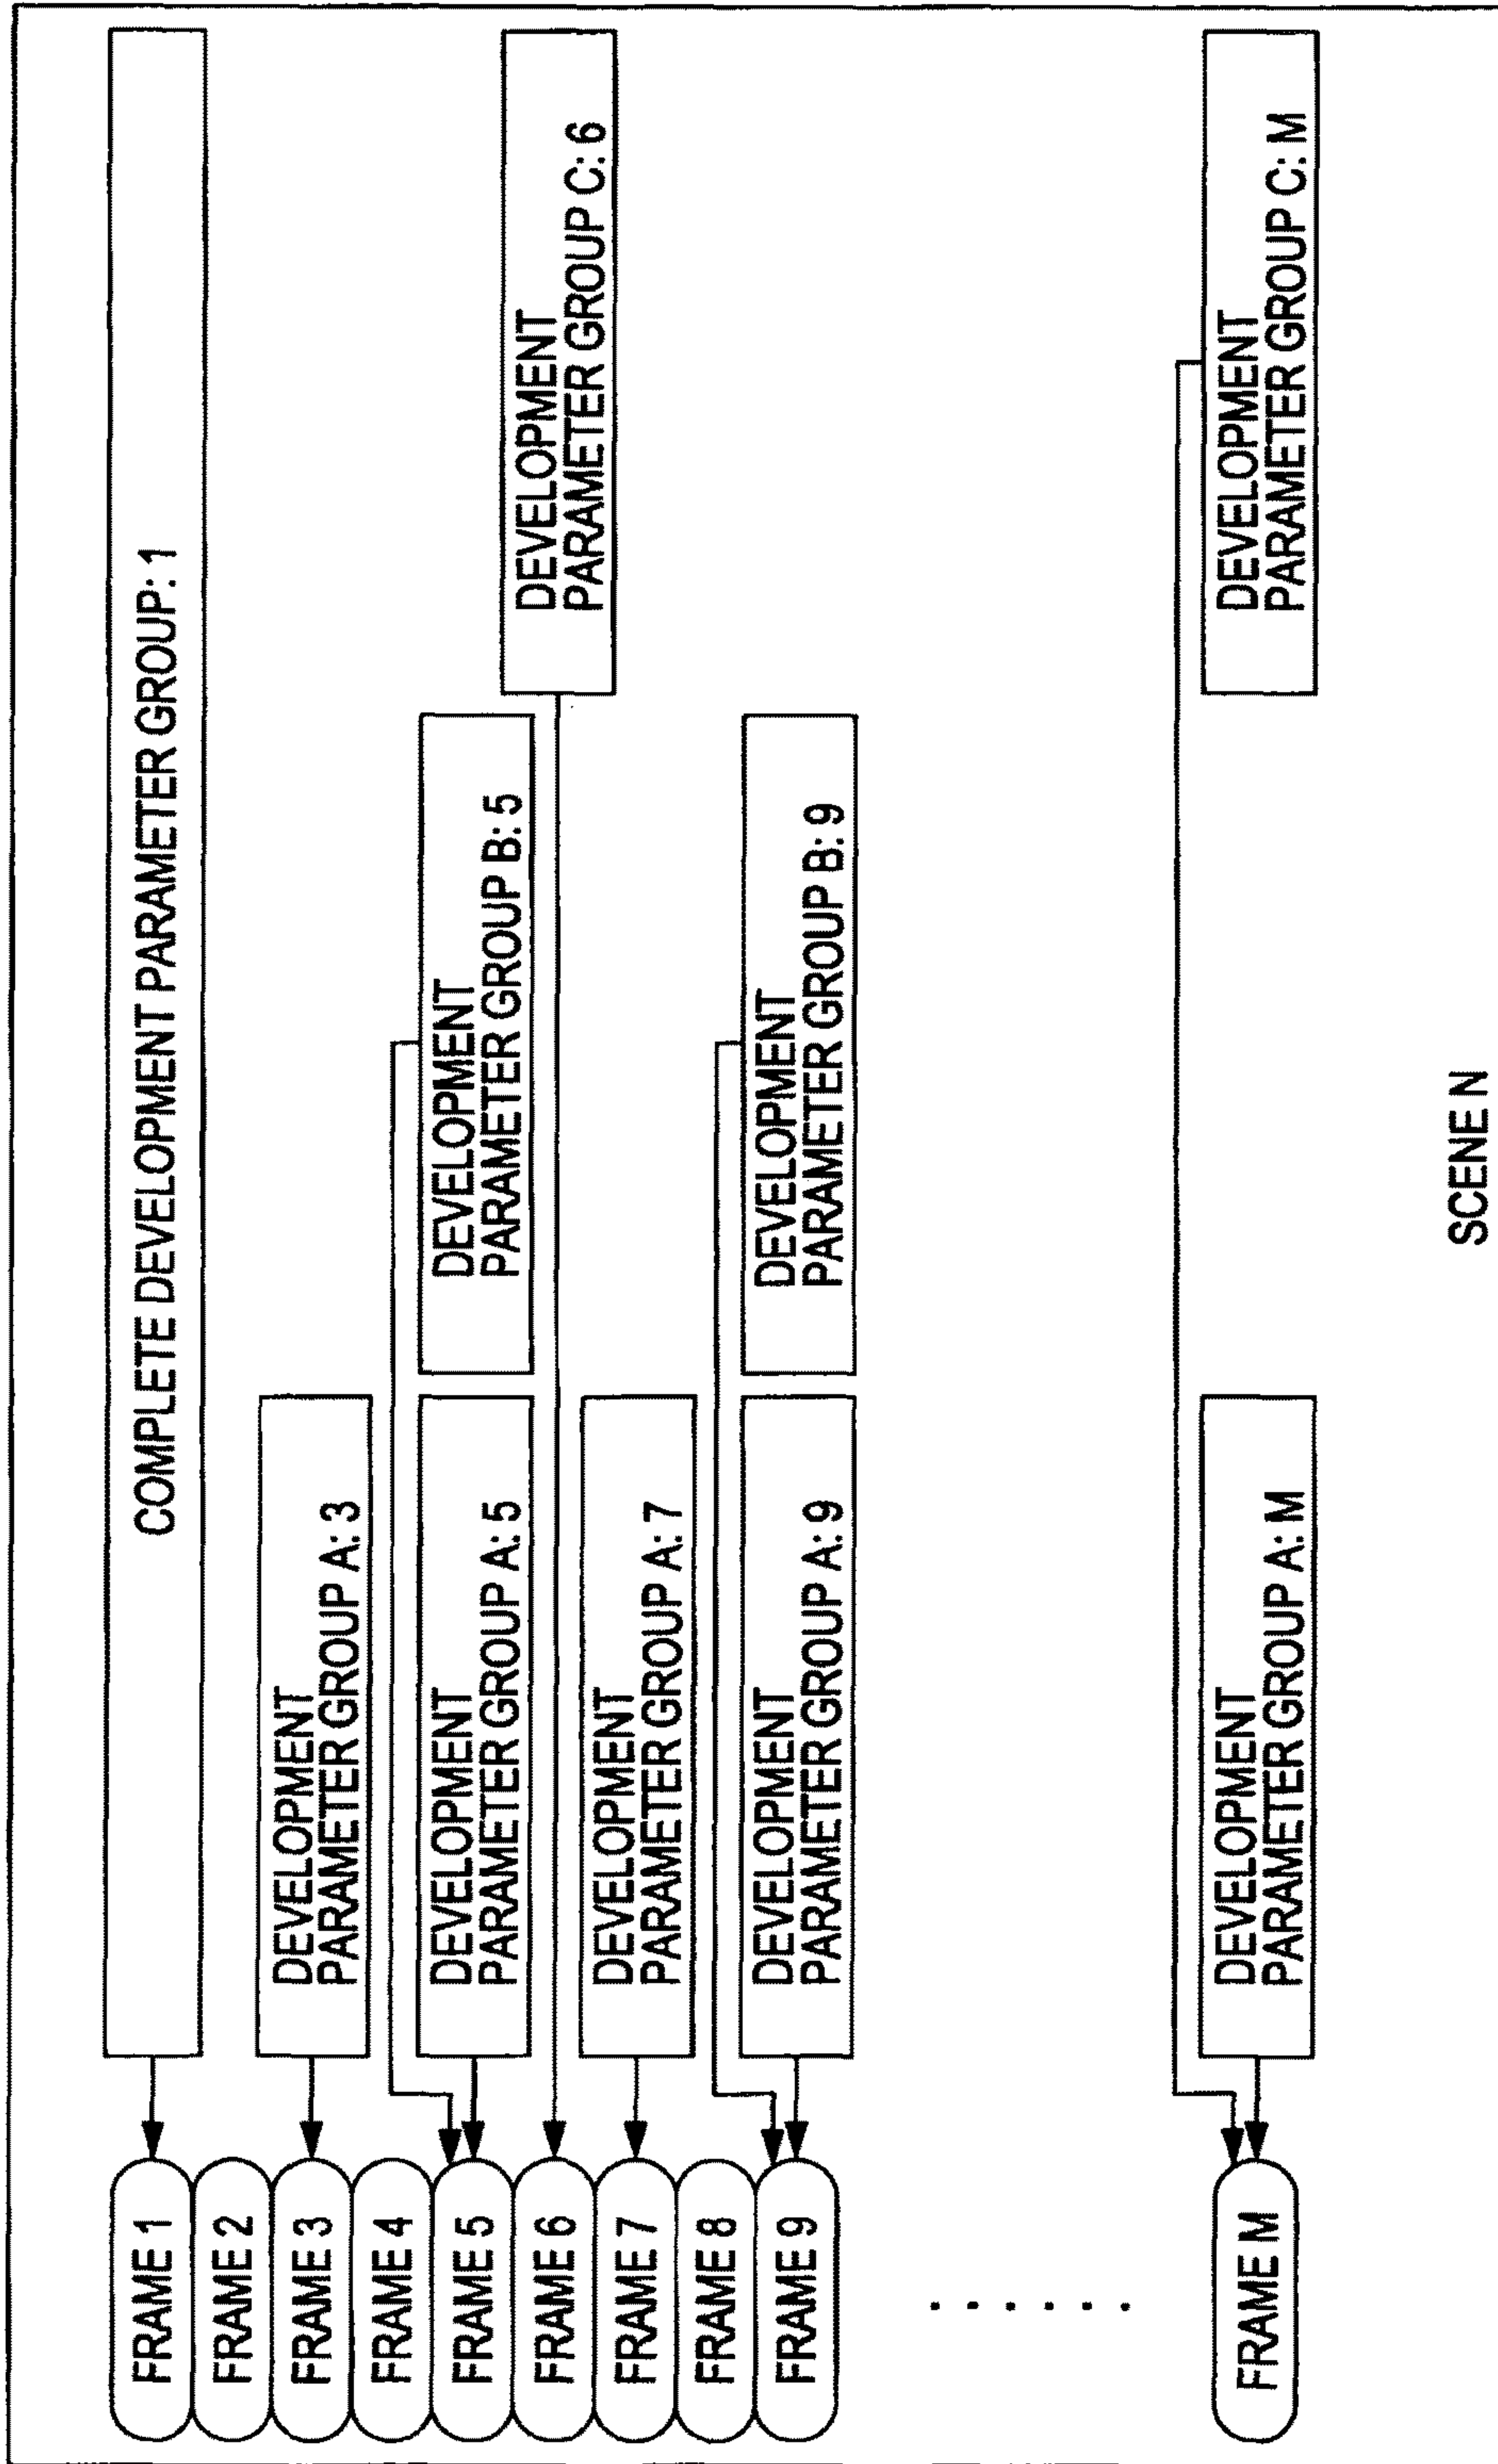 FRAME 1
COMPLETE DEVELOPMENT PARAMETER GROUP: 1
FRAME 2
FRAME 3
DEVELOPMENT
PARAMETER GROUP A: 3
FRAME 4
FRAME 5
DEVELOPMENT
PARAMETER GROUP A: 5
DEVELOPMENT
PARAMETER GROUP B: 5
FRAME 6
DEVELOPMENT
PARAMETER GROUP C: 6
FRAME 7
DEVELOPMENT
PARAMETER GROUP A: 7
FRAME 8
FRAME 9
DEVELOPMENT
PARAMETER GROUP A: 9
DEVELOPMENT
PARAMETER GROUP B: 9
......
FRAME M
DEVELOPMENT
PARAMETER GROUP A: M
DEVELOPMENT
PARAMETER GROUP C: M
SCENE N